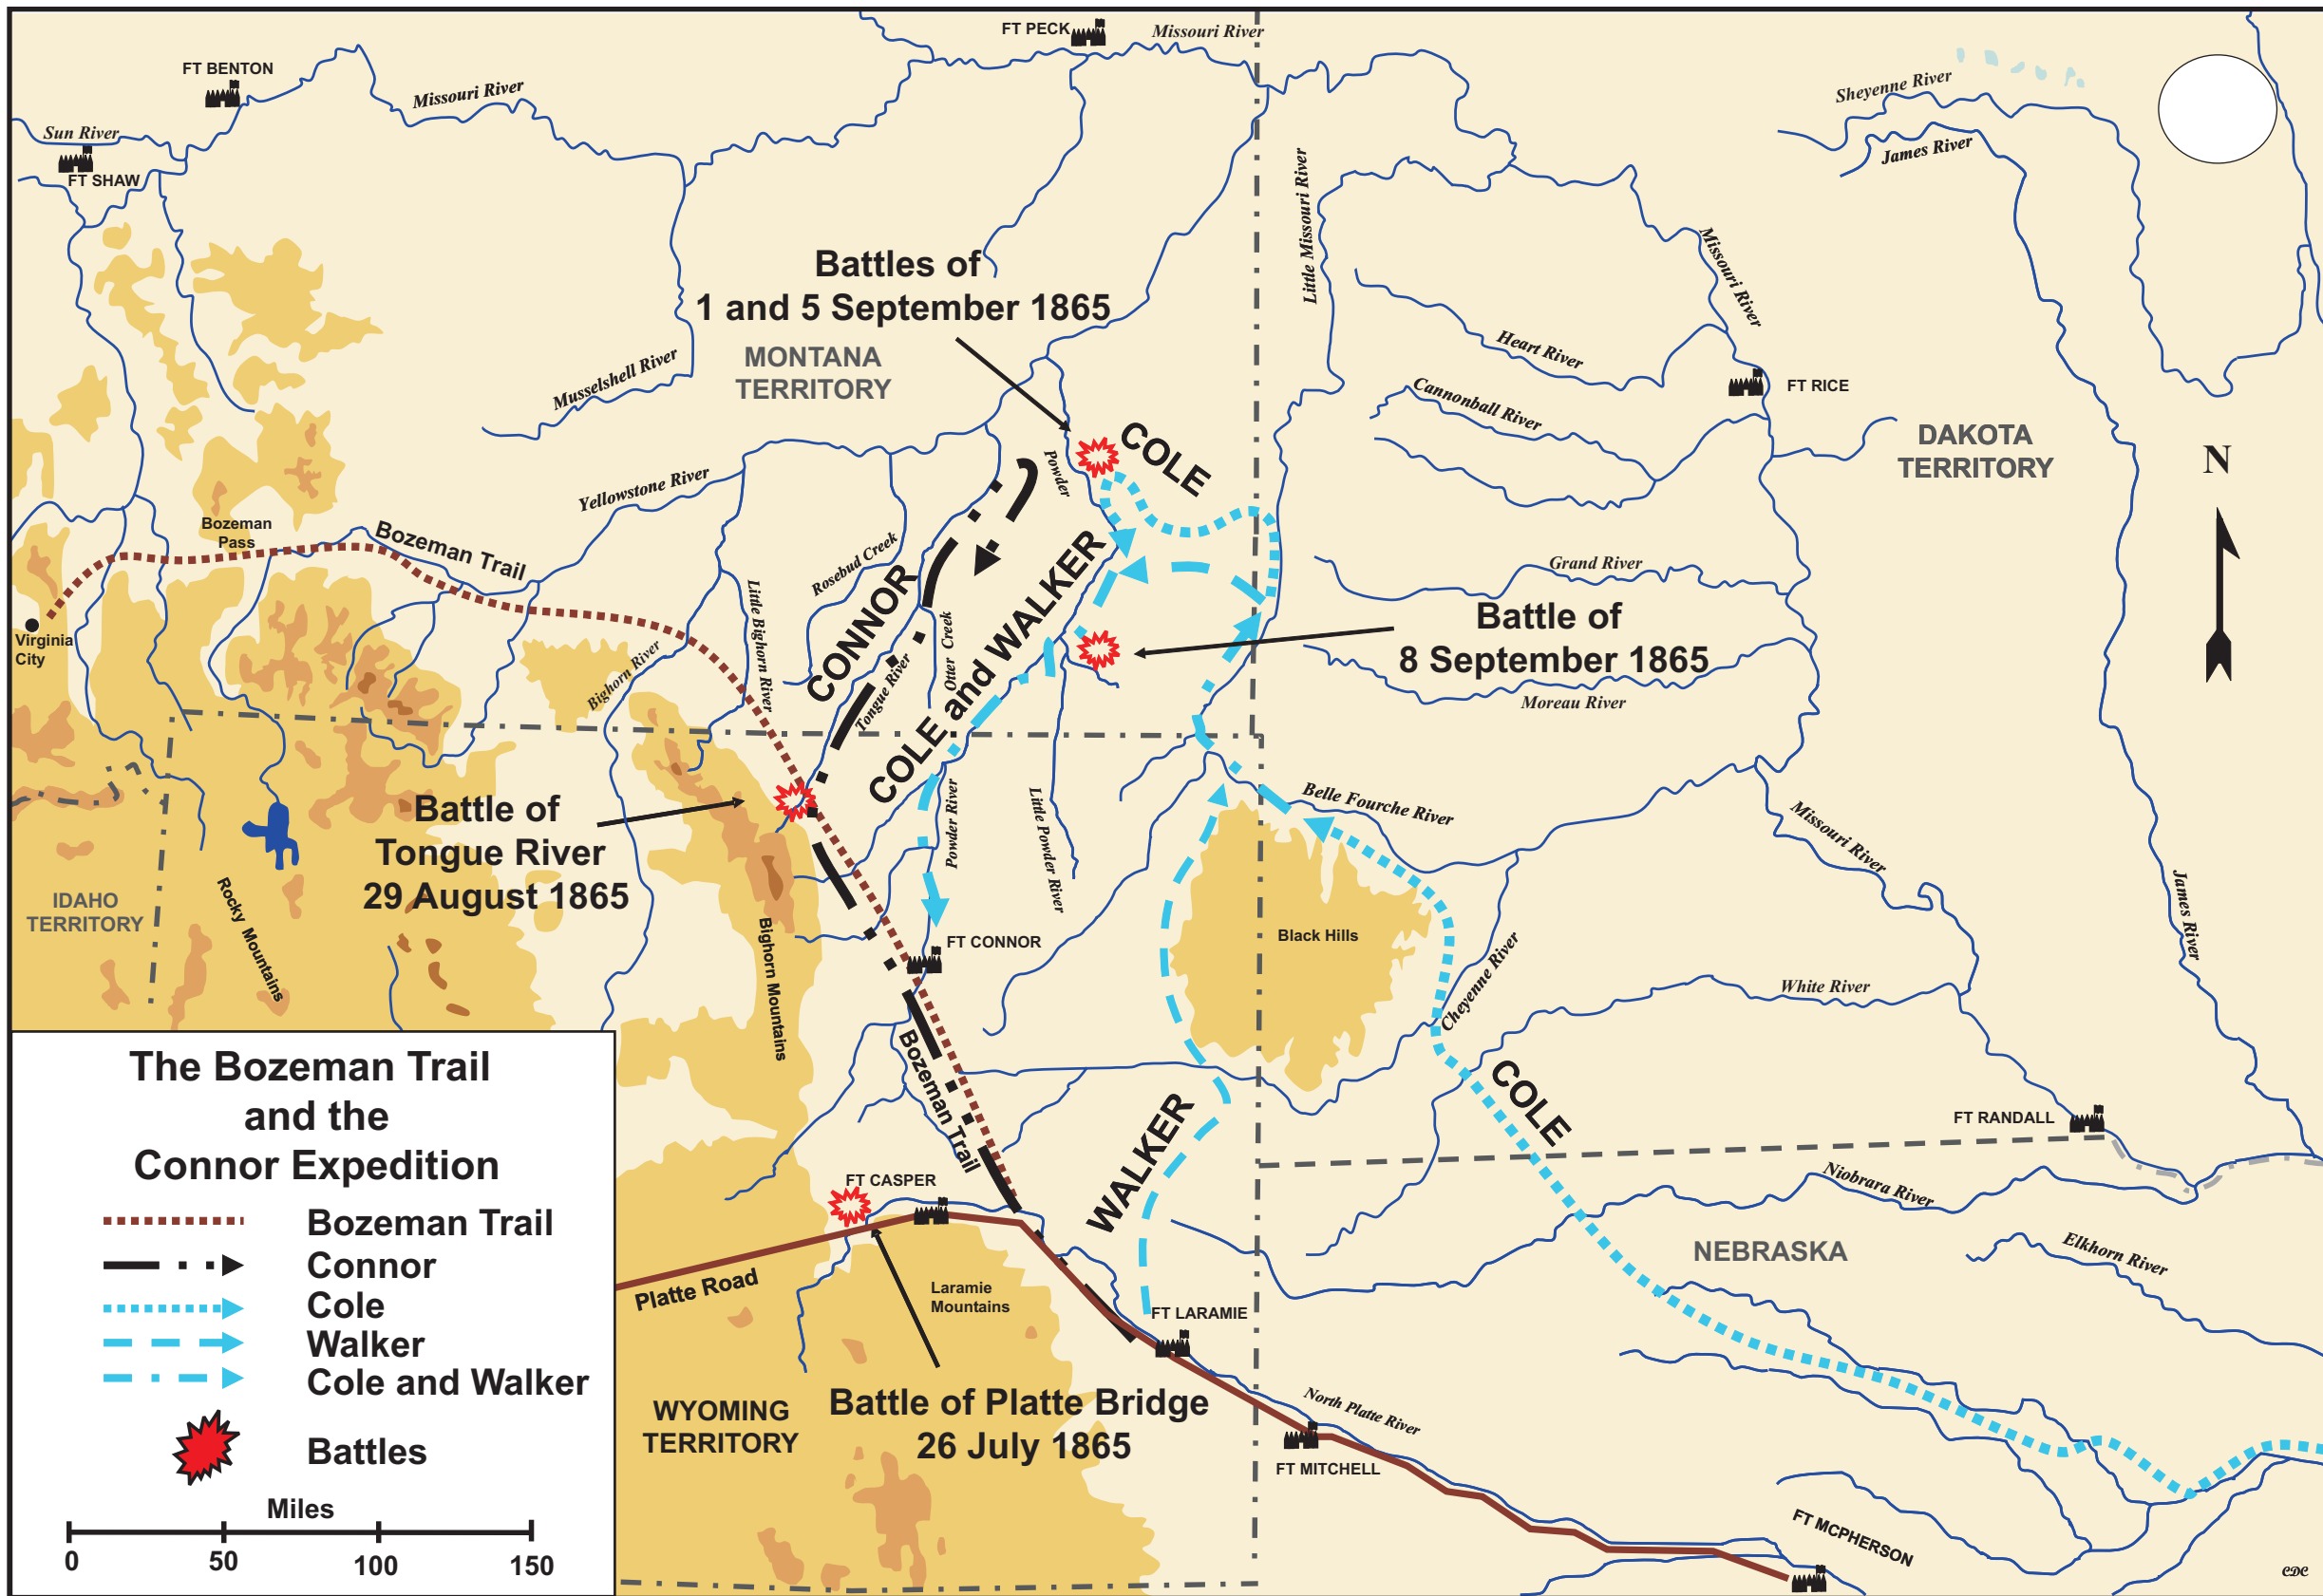 FT PECK
Missouri River
FT BENTON
Missouri River
Sun River
FT SHAW
Sheyenne River
James River
Little Missouri River
Missouri River
Battles of
1 and 5 September 1865
MONTANA
TERRITORY
Musselshell River
Heart River
Cannonball River
FT RICE
DAKOTA
TERRITORY
N
COLE
Powder
Yellowstone River
Bozeman
Pass
Bozeman Trail
Rosebud Creek
CONNOR
COLE and WALKER
Grand River
Virginia
City
Little Bighorn River
Bighorn River
Otter Creek
Tongue River
Battle of
8 September 1865
Moreau River
Battle of
Tongue River
29 August 1865
Powder River
Little Powder River
Belle Fourche River
Missouri River
James River
IDAHO
TERRITORY
Rocky Mountains
Bighorn Mountains
FT CONNOR
Black Hills
Cheyenne River
White River
Bozeman Trail
COLE
WALKER
FT RANDALL
Niobrara River
FT CASPER
NEBRASKA
Elkhorn River
Platte Road
Laramie
Mountains
FT LARAMIE
WYOMING
TERRITORY
Battle of Platte Bridge
26 July 1865
North Platte River
FT MITCHELL
FT MCPHERSON
The Bozeman Trail
and the
Connor Expedition
Bozeman Trail
Connor
Cole
Walker
Cole and Walker
Battles
Miles
0 50 100 150